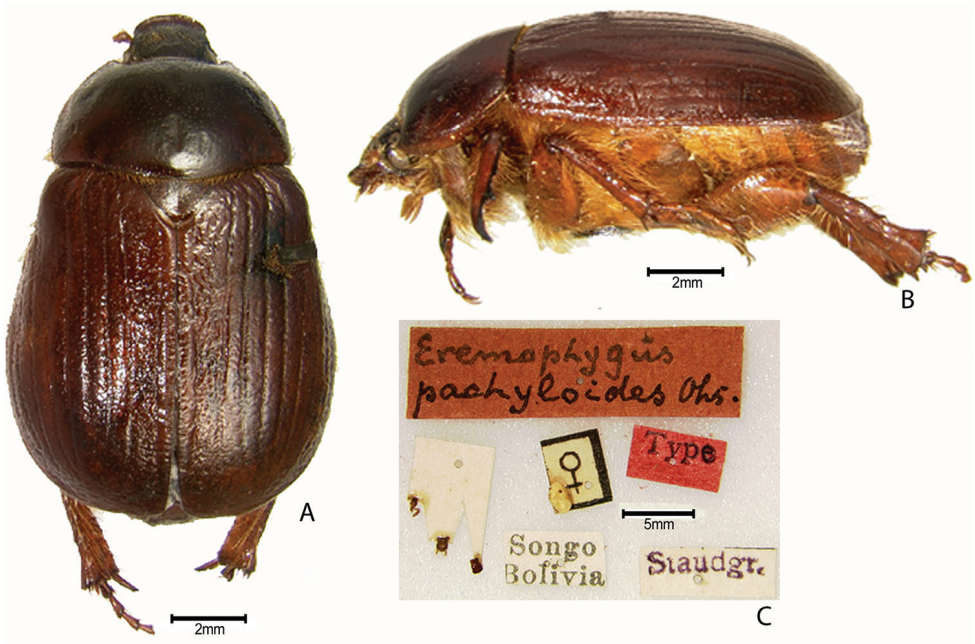 A
2mm
2mm
B
Eremophygus
pachyloides Ohs.
♀
Type
5mm
Songo
Bolivia
Staudgr.
C